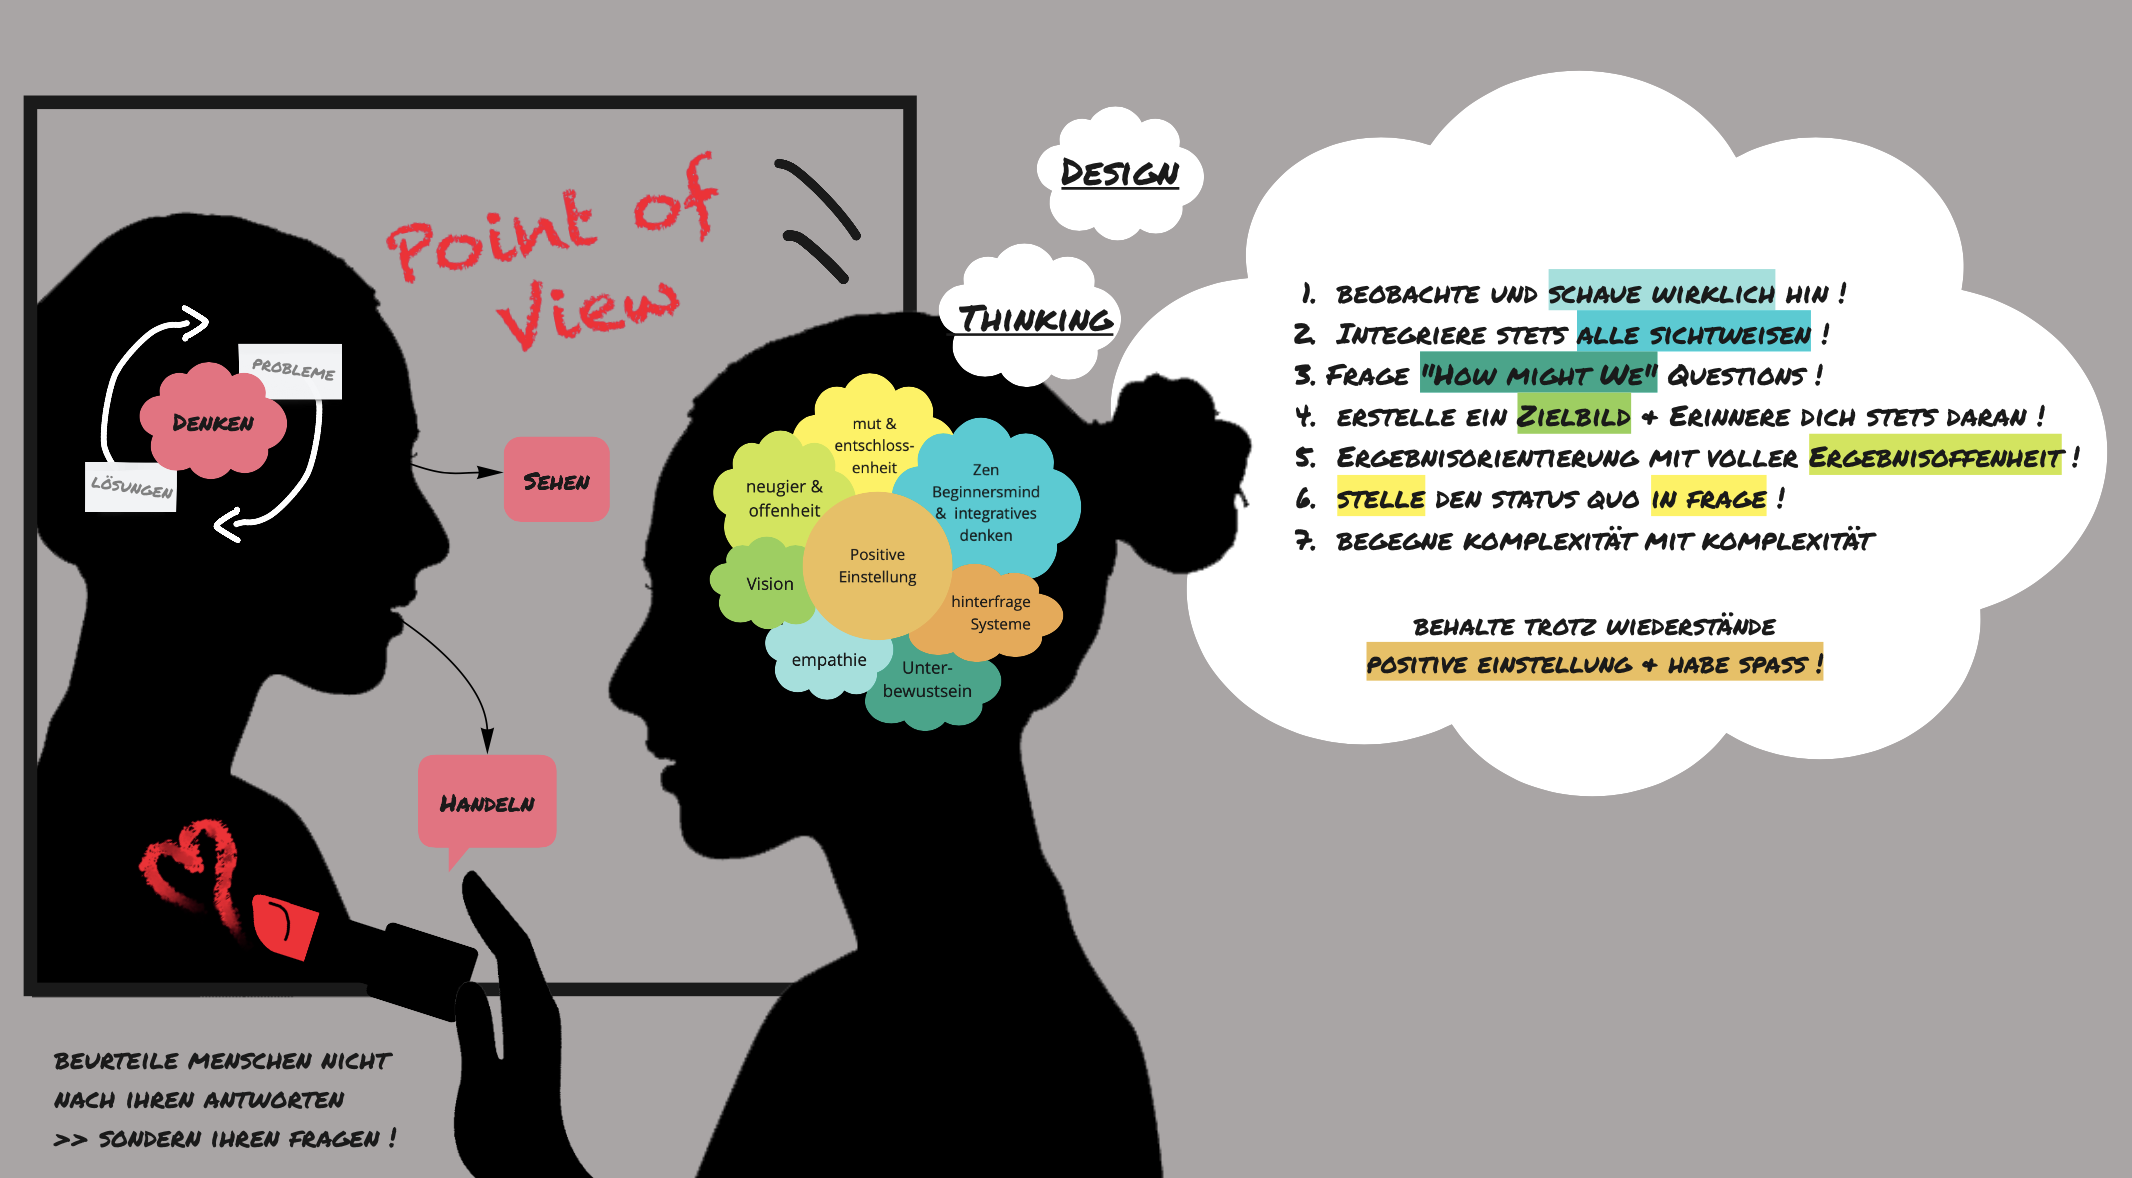 Point of
View
PROBLEME
DENKEN
LÖSUNGEN
SEHEN
HANDELN
BEURTEILE MENSCHEN NICHT
NACH IHREN ANTWORTEN
>> SONDERN IHREN FRAGEN !
DESIGN
THINKING
mut &
entschloss-
enheit
Zen
Beginnersmind
& integratives
denken
neugier &
offenheit
Positive
Einstellung
Vision
hinterfrage
Systeme
empathie
Unter-
bewustsein
1. BEOBACHTE UND SCHAUE WIRKLICH HIN !
2. INTEGRIERE STETS ALLE SICHTWEISEN !
3. FRAGE "HOW MIGHT WE" QUESTIONS !
4. ERSTELLE EIN ZIELBILD & ERINNERE DICH STETS DARAN !
5. ERGEBNISORIENTIERUNG MIT VOLLER ERGEBNISOFFENHEIT !
6. STELLE DEN STATUS QUO IN FRAGE !
7. BEGEGNE KOMPLEXITÄT MIT KOMPLEXITÄT
BEHALTE TROTZ WIEDERSTÄNDE
POSITIVE EINSTELLUNG & HABE SPASS !